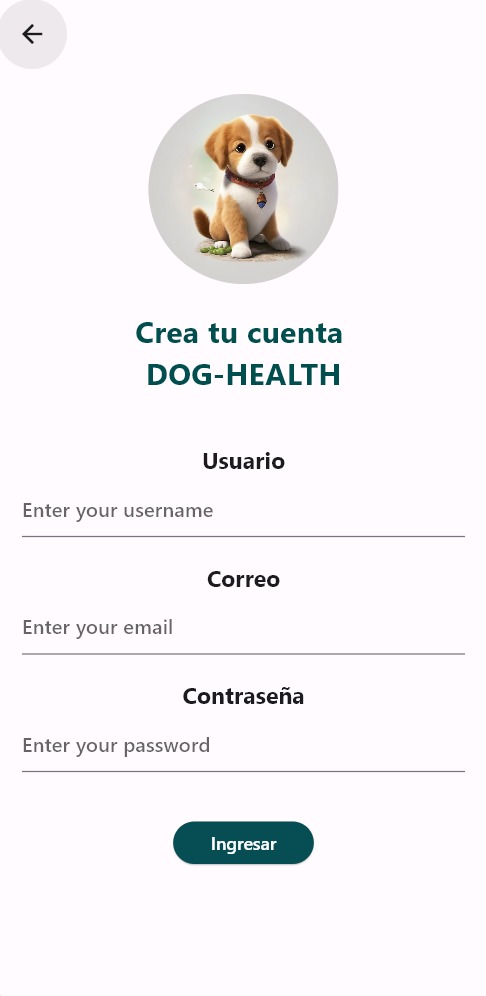 Crea tu cuenta
DOG-HEALTH
Usuario
Enter your username
Correo
Enter your email
Contraseña
Enter your password
Ingresar